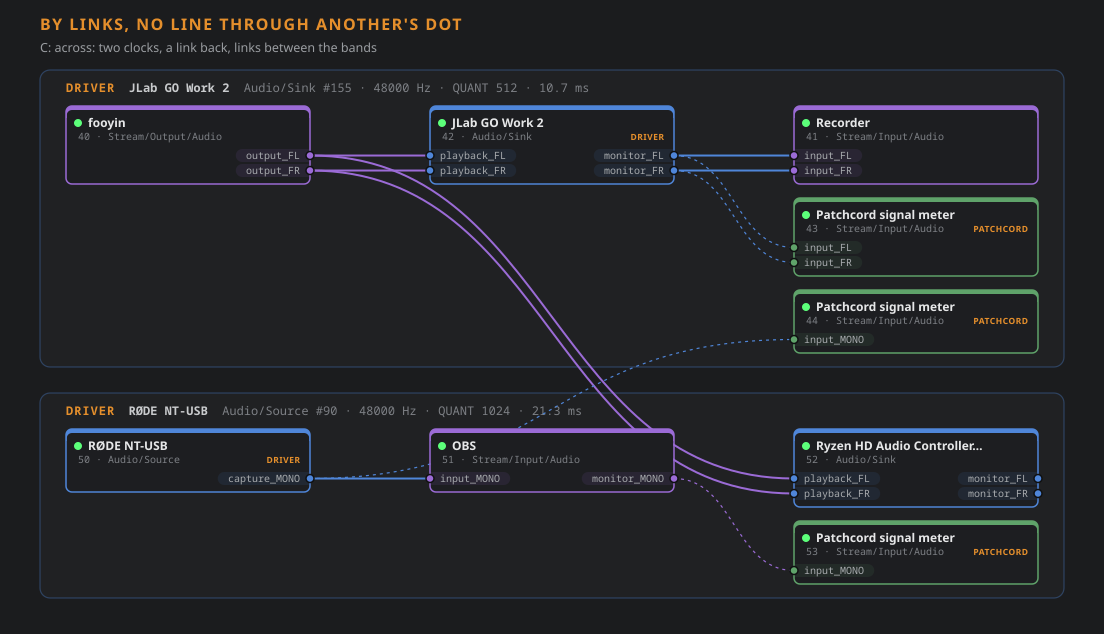 BY LINKS, NO LINE THROUGH ANOTHER'S DOT
C: across: two clocks, a link back, links between the bands
DRIVER JLab GO Work 2 Audio/Sink #155 · 48000 Hz · QUANT 512 · 10.7 ms
fooyin
40 · Stream/Output/Audio
output_FL
output_FR
JLab GO Work 2
42 · Audio/Sink
DRIVER
playback_FL monitor_FL
playback_FR monitor_FR
Recorder
41 · Stream/Input/Audio
input_FL
input_FR
Patchcord signal meter
43 · Stream/Input/Audio PATCHCORD
input_FL
input_FR
Patchcord signal meter
44 · Stream/Input/Audio PATCHCORD
input_MONO
DRIVER RØDE NT-USB Audio/Source #90 · 48000 Hz · QUANT 1024 · 21.3 ms
RØDE NT-USB
50 · Audio/Source DRIVER
capture_MONO
OBS
51 · Stream/Input/Audio
input_MONO monitor_MONO
Ryzen HD Audio Controller...
52 · Audio/Sink
playback_FL monitor_FL
playback_FR monitor_FR
Patchcord signal meter
53 · Stream/Input/Audio PATCHCORD
input_MONO